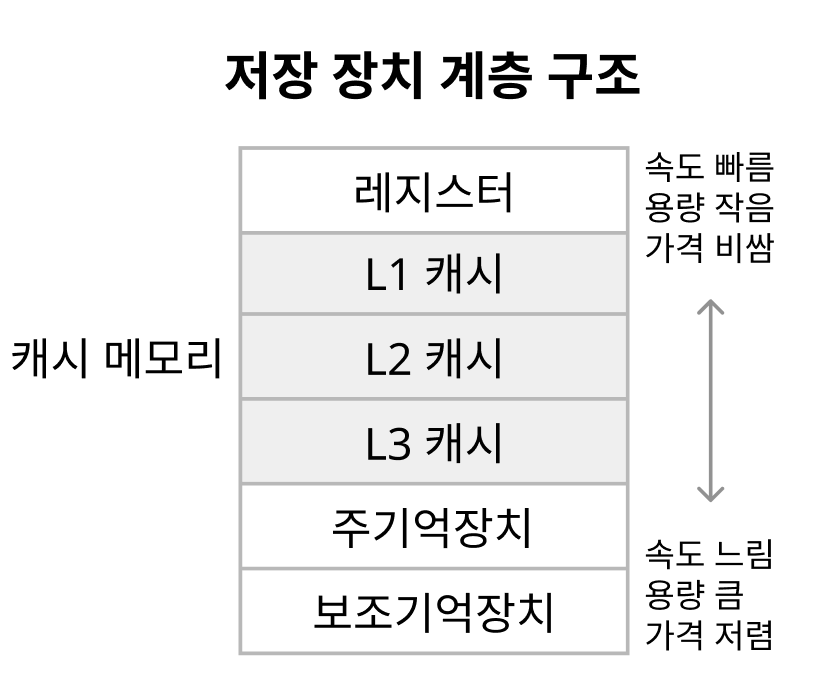 저장 장치 계층 구조
레지스터
L1 캐시
L2 캐시
L3 캐시
주기억장치
보조기억장치
캐시 메모리
속도 빠름
용량 작음
가격 비쌈
속도 느림
용량 큼
가격 저렴